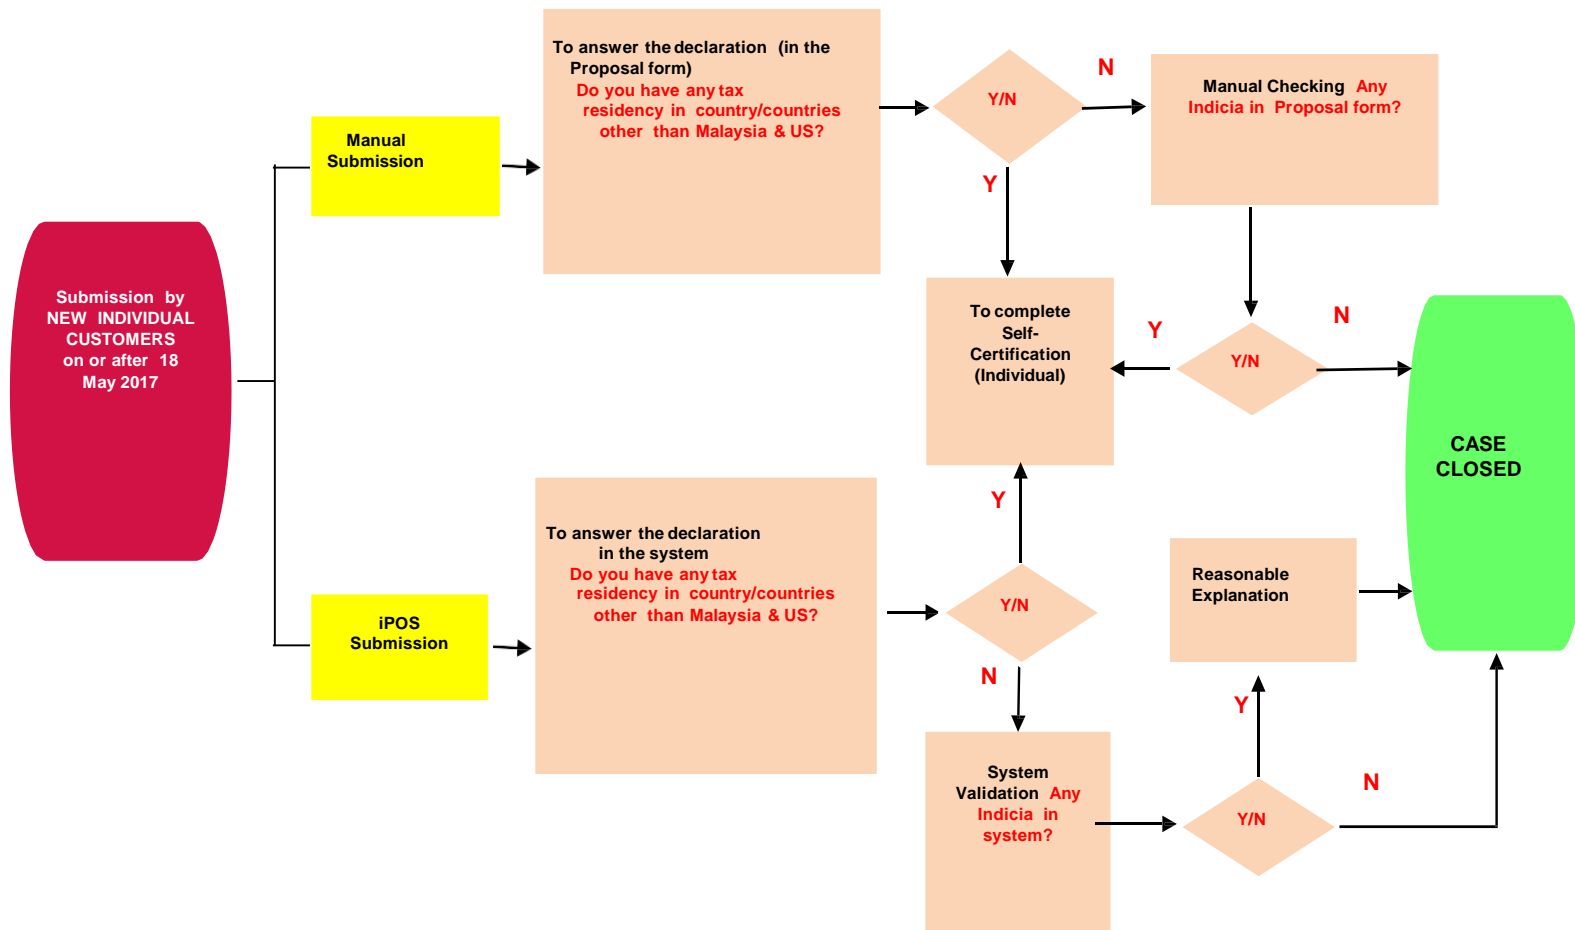 Submission by
NEW INDIVIDUAL
CUSTOMERS
on or after 18
May 2017
Manual
Submission
To answer the declaration (in the
Proposal form)
Do you have any tax
residency in country/countries
other than Malaysia & US?
Y/N
N
Y
Manual Checking Any
Indicia in Proposal form?
Y/N
Y
N
To complete
Self-
Certification
(Individual)
CASE
CLOSED
iPOS
Submission
To answer the declaration
in the system
Do you have any tax
residency in country/countries
other than Malaysia & US?
Y
Y/N
N
System
Validation Any
Indicia in
system?
Y/N
Y
N
Reasonable
Explanation